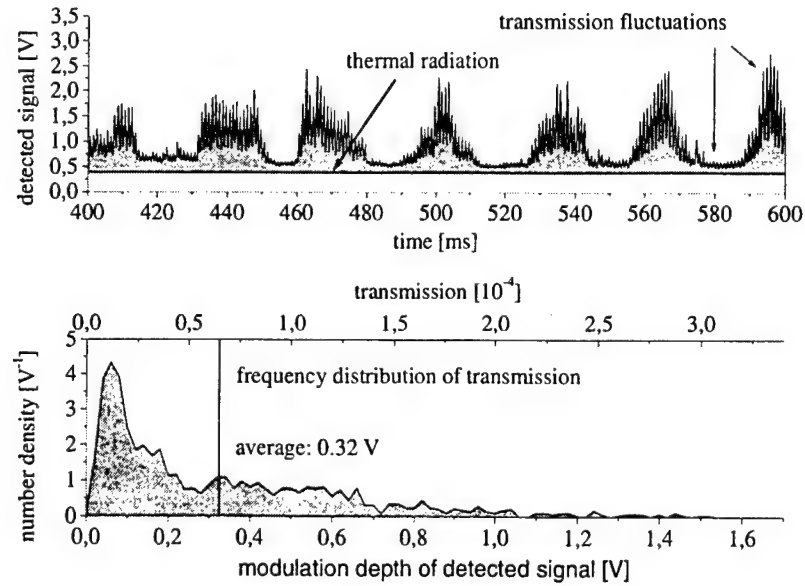 transmission fluctuations
thermal radiation
detected signal [V]
3,5
3,0
2,5
2,0
1,5
1,0
0,5
0,0
400 420 440 460 480 500 520 540 560 580 600
time [ms]
transmission [10⁻⁴]
0,0 0,5 1,0 1,5 2,0 2,5 3,0
number density [V⁻¹]
5
4
3
2
1
0
frequency distribution of transmission
average: 0.32 V
0,0 0,2 0,4 0,6 0,8 1,0 1,2 1,4 1,6
modulation depth of detected signal [V]